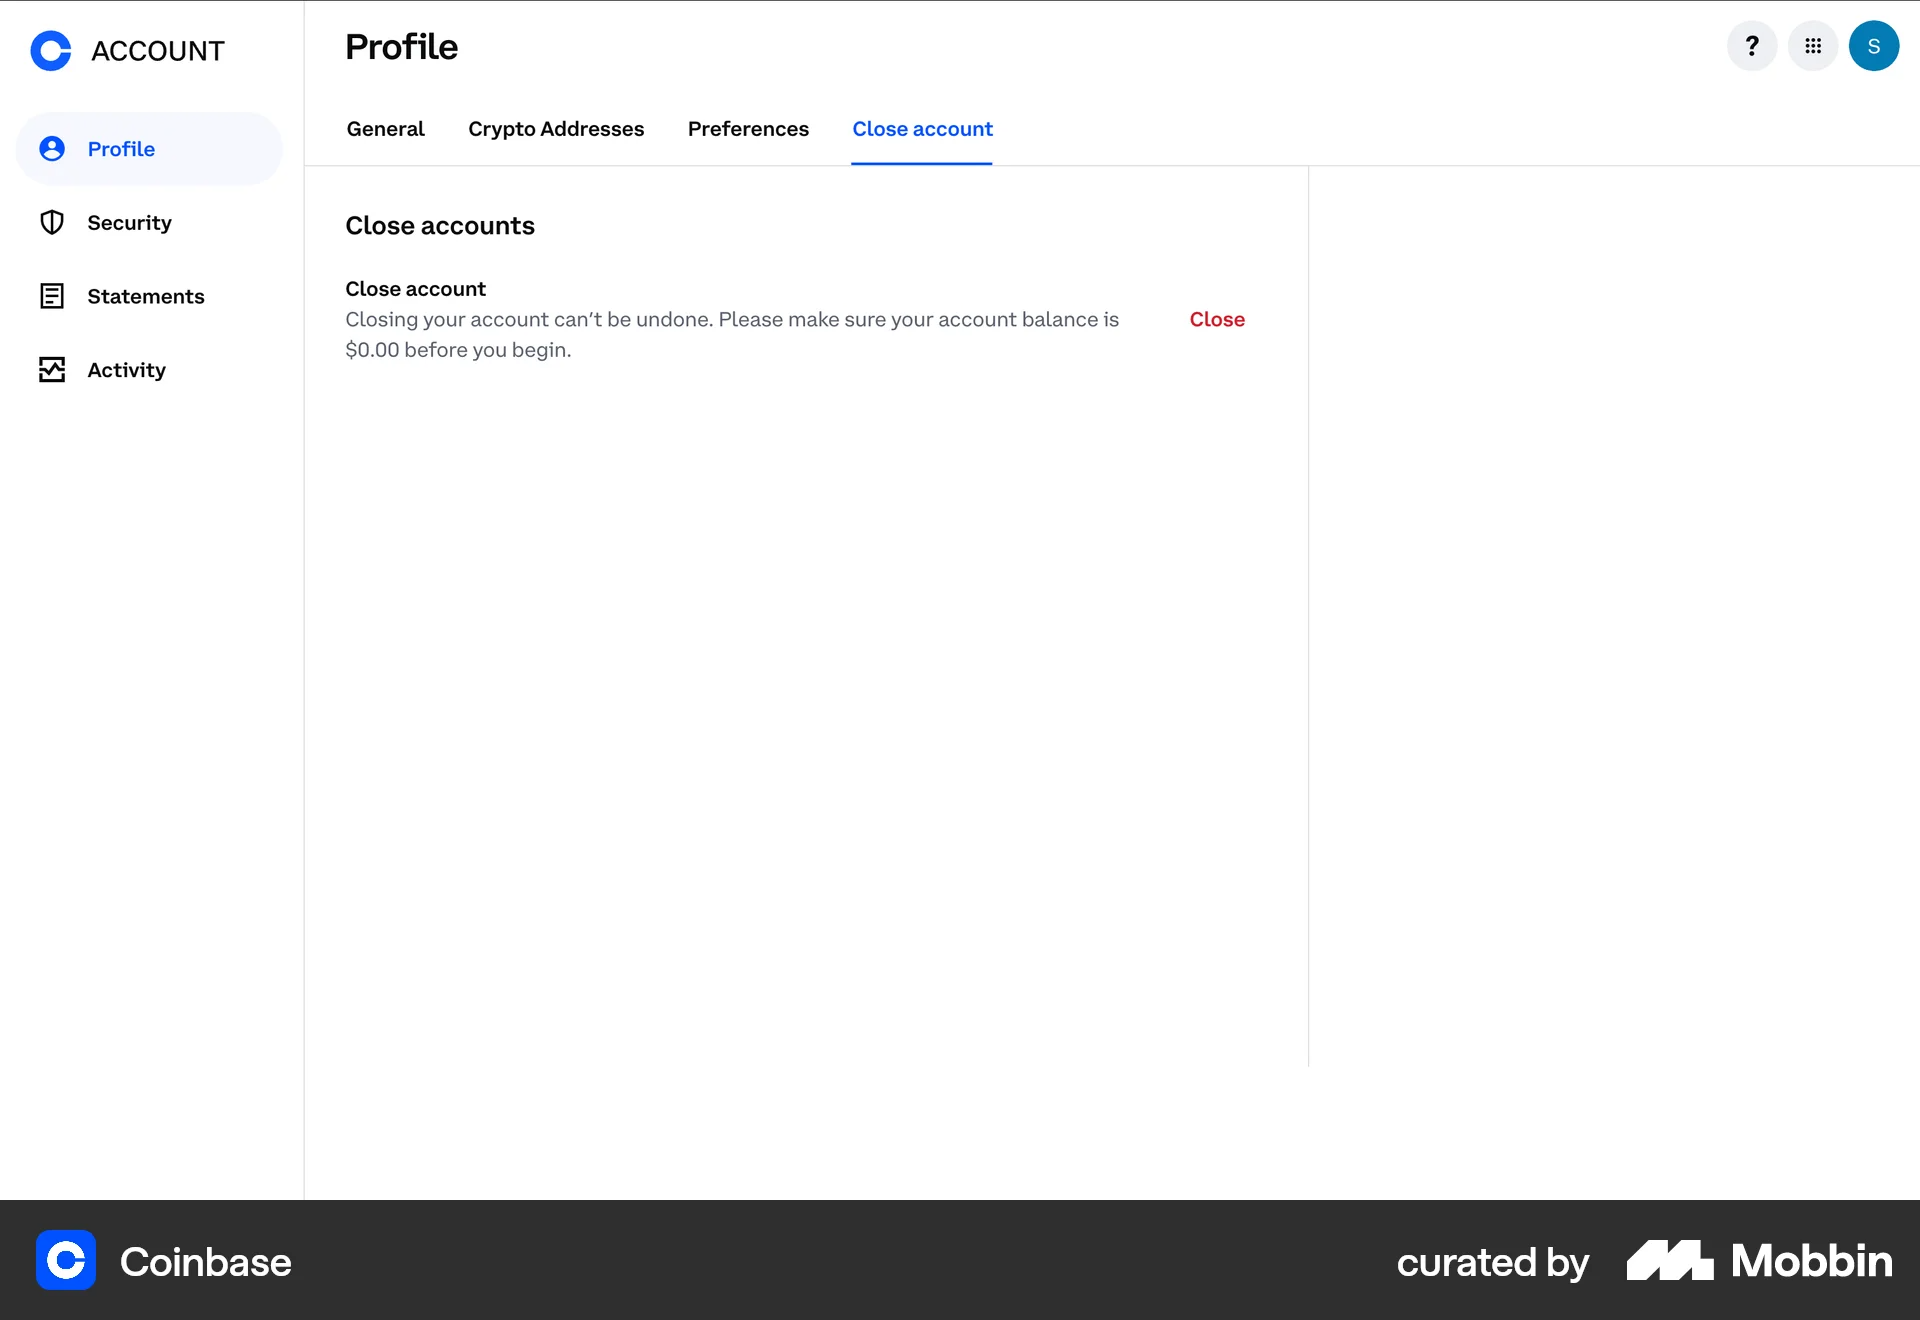 ACCOUNT
Profile
Security
Statements
Activity
Profile
?
S
General
Crypto Addresses
Preferences
Close account
Close accounts
Close account
Closing your account can’t be undone. Please make sure your account balance is
$0.00 before you begin.
Close
Coinbase
curated by
Mobbin